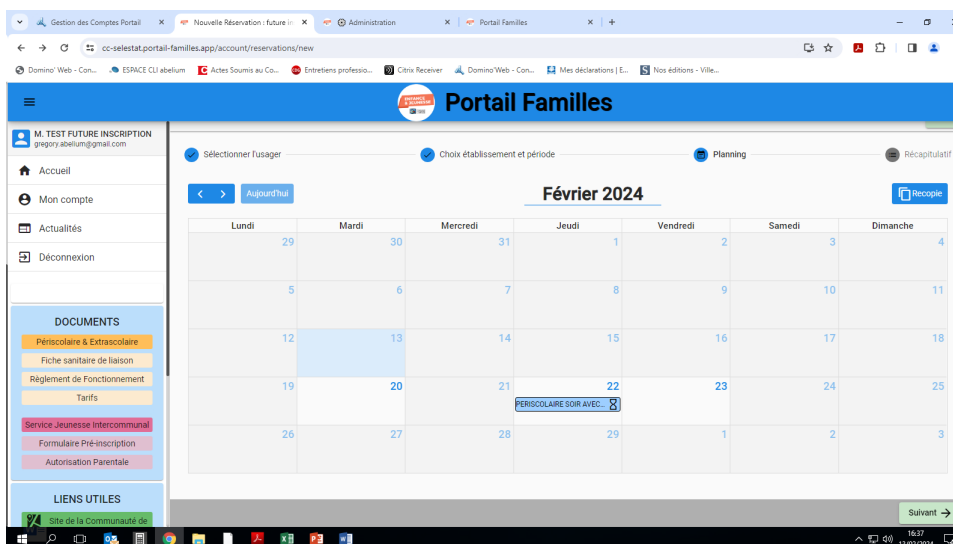 Gestion des Comptes Portail
Nouvelle Réservation : future in
Administration
Portail Familles
cc-selestat.portail-familles.app/account/reservations/new
Domino' Web - Con...
ESPACE CLI abelium
Actes Soumis au Co...
Entretiens professio...
Citrix Receiver
Domino'Web - Con...
Mes déclarations | E...
Nos éditions - Ville...
Portail Familles
M. TEST FUTURE INSCRIPTION
gregory.abelium@gmail.com
Accueil
Mon compte
Actualités
Déconnexion
DOCUMENTS
Périscolaire & Extrascolaire
Fiche sanitaire de liaison
Règlement de Fonctionnement
Tarifs
Service Jeunesse Intercommunal
Formulaire Pré-inscription
Autorisation Parentale
LIENS UTILES
Site de la Communauté de
Sélectionner l'usager
Choix établissement et période
Planning
Récapitulatif
Aujourd'hui
Février 2024
Recopie
Lundi Mardi Mercredi Jeudi Vendredi Samedi Dimanche
29 30 31 1 2 3 4
5 6 7 8 9 10 11
12 13 14 15 16 17 18
19 20 21 22 23 24 25
PERISCOLAIRE SOIR AVEC...
26 27 28 29 1 2 3
Suivant →
16:37
13/02/2024